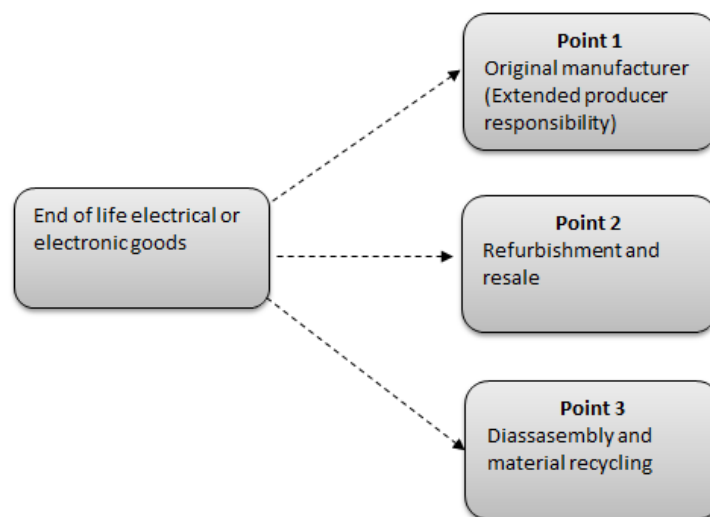 Point 1
Original manufacturer
(Extended producer
responsibility)
End of life electrical or
electronic goods
Point 2
Refurbishment and
resale
Point 3
Diassasembly and
material recycling